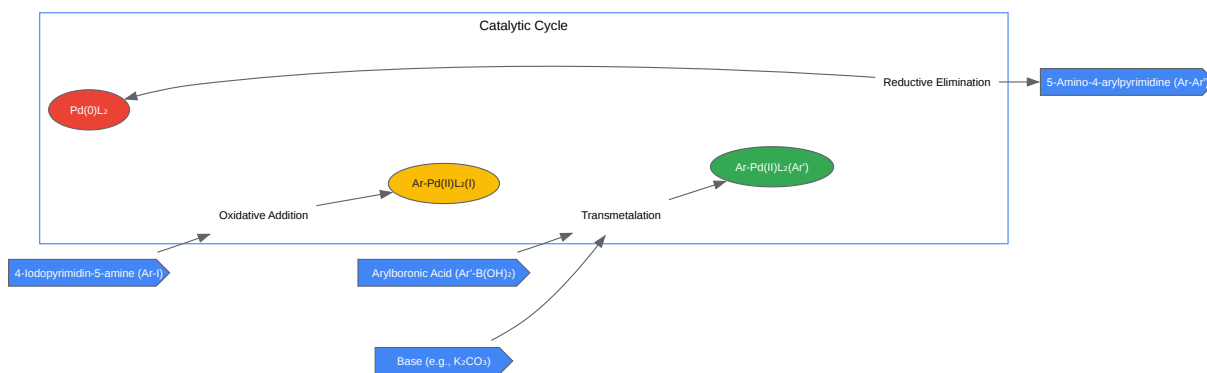 Catalytic Cycle
Reductive Elimination
5-Amino-4-arylpyrimidine (Ar-Ar')
Pd(0)L₂
Ar-Pd(II)L₂(Ar')
Ar-Pd(II)L₂(I)
Oxidative Addition
Transmetalation
4-Iodopyrimidin-5-amine (Ar-I)
Arylboronic Acid (Ar'-B(OH)₂)
Base (e.g., K₂CO₃)